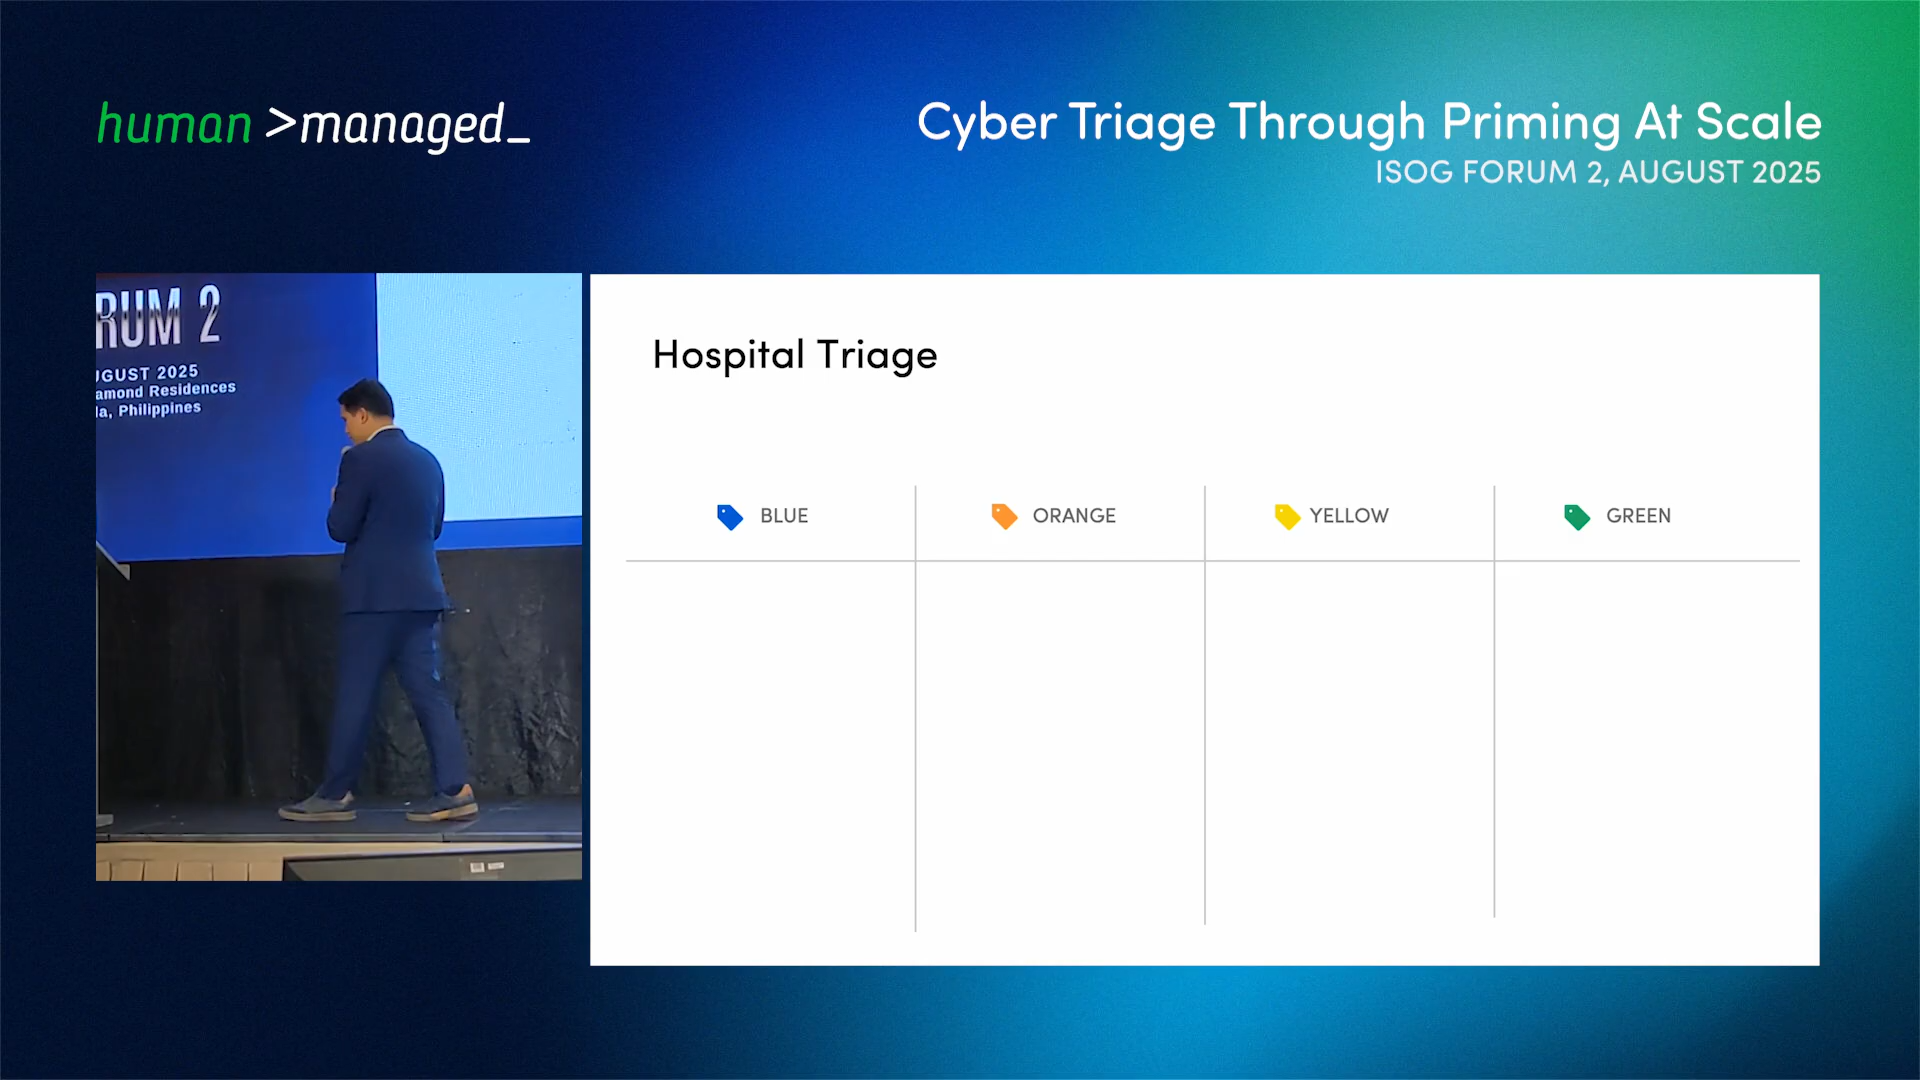 human >managed_
Cyber Triage Through Priming At Scale
ISOG FORUM 2, AUGUST 2025
RUM 2
UGUST 2025
amond Residences
la, Philippines
Hospital Triage
BLUE
ORANGE
YELLOW
GREEN